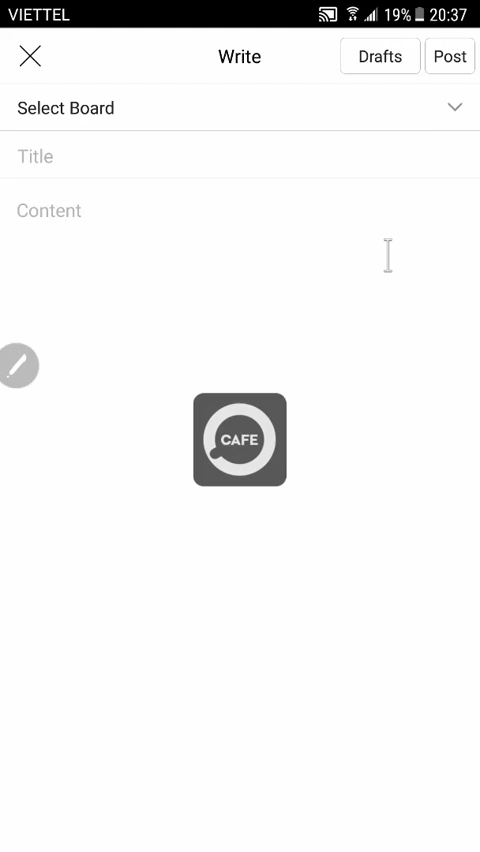 VIETTEL 19% 20:37
Write Drafts Post
Select Board
Title
Content
CAFE